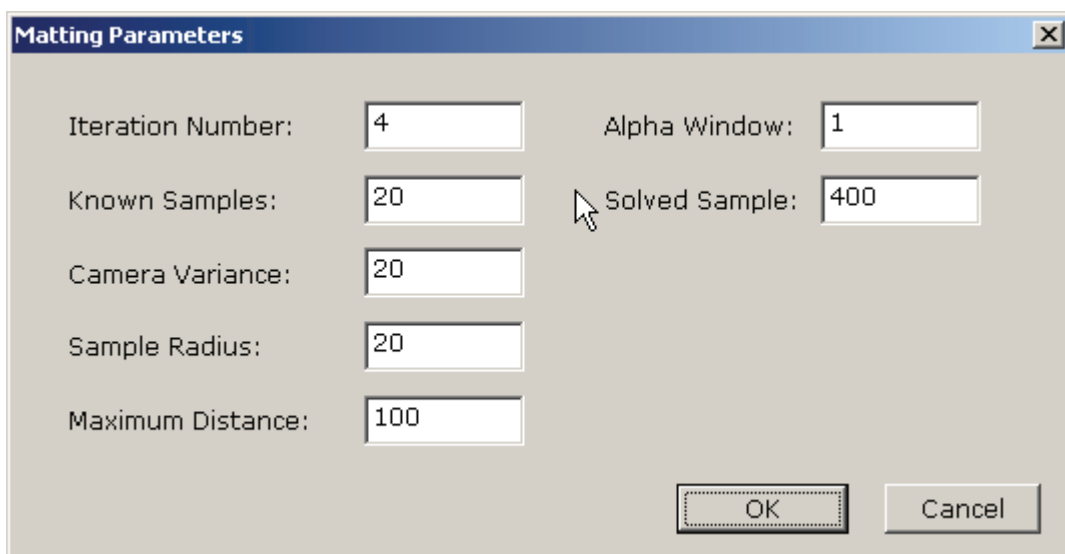 Matting Parameters
Iteration Number: 4 Alpha Window: 1
Known Samples: 20 Solved Sample: 400
Camera Variance: 20
Sample Radius: 20
Maximum Distance: 100
OK Cancel